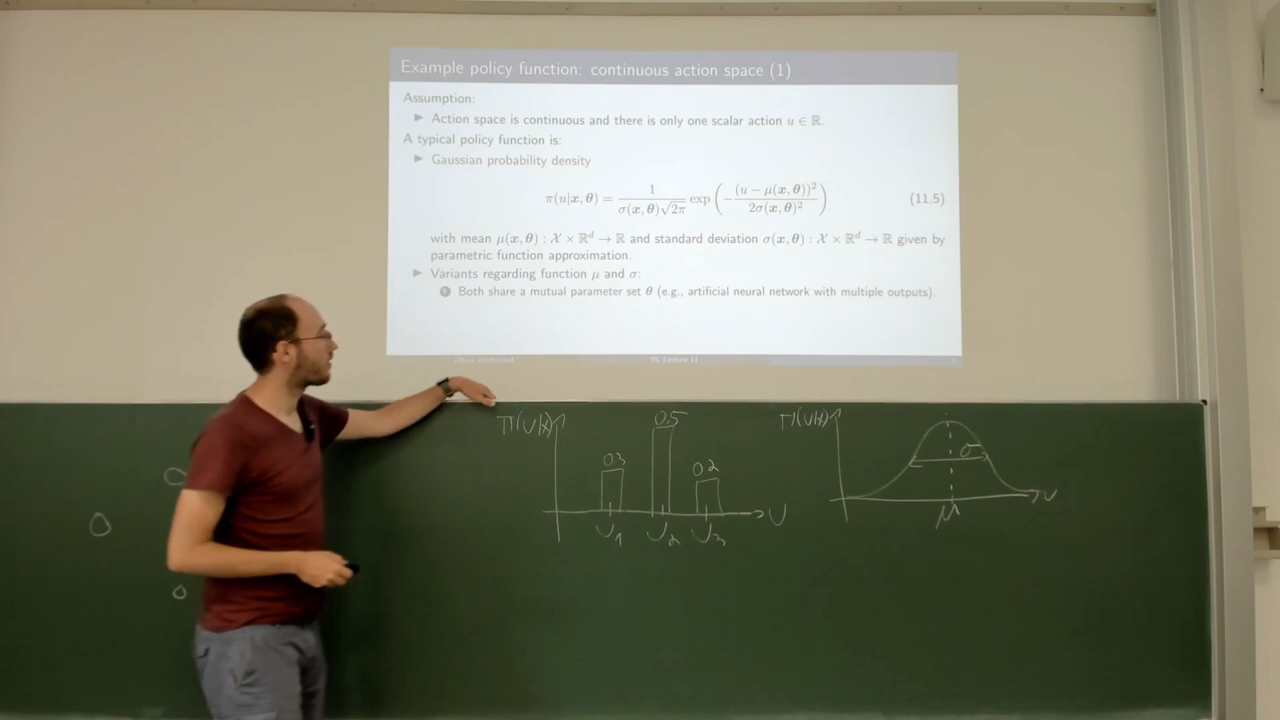 Example policy function: continuous action space (1)
Assumption:
▶ Action space is continuous and there is only one scalar action u ∈ ℝ.
A typical policy function is:
▶ Gaussian probability density
π(u|x, θ) = 1 / (σ(x, θ)√2π) exp (−(u − μ(x, θ))² / 2σ(x, θ)²) (11.5)
with mean μ(x, θ) : 𝒳 × ℝᵈ → ℝ and standard deviation σ(x, θ) : 𝒳 × ℝᵈ → ℝ given by
parametric function approximation.
▶ Variants regarding function μ and σ:
1 Both share a mutual parameter set θ (e.g., artificial neural network with multiple outputs).
RL Lecture 11
π(U|x) 0.3 0.5 0.2 U
U₁ U₂ U₃
π(U|x) σ U
μ